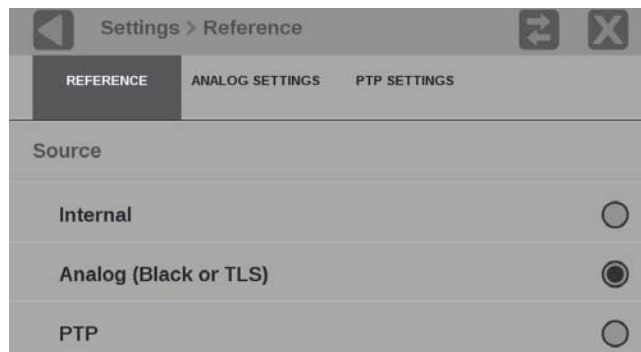 Settings > Reference
REFERENCE ANALOG SETTINGS PTP SETTINGS
Source
Internal
Analog (Black or TLS)
PTP